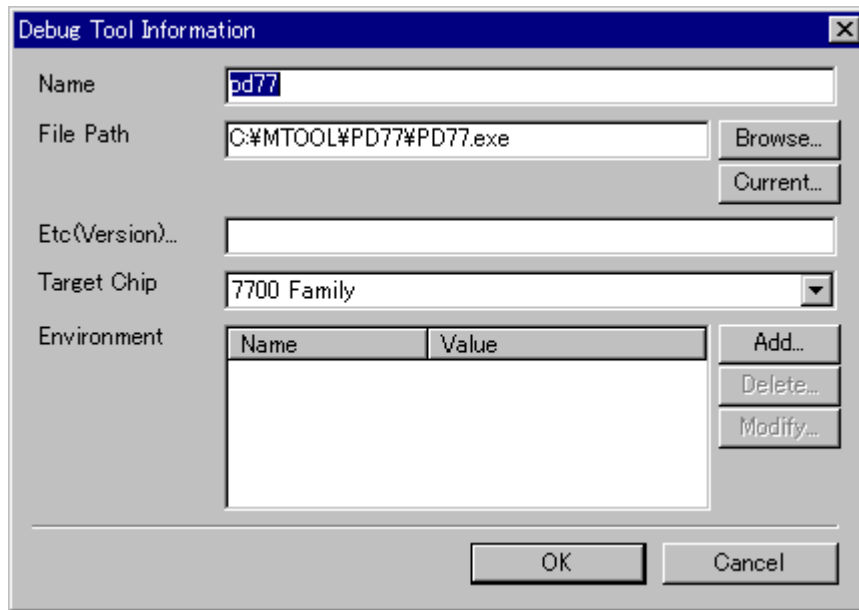 Debug Tool Information
Name
pd77
File Path
C:¥MTOOL¥PD77¥PD77.exe
Browse...
Current...
Etc(Version)...
Target Chip
7700 Family
Environment
Name Value
Add...
Delete...
Modify...
OK Cancel